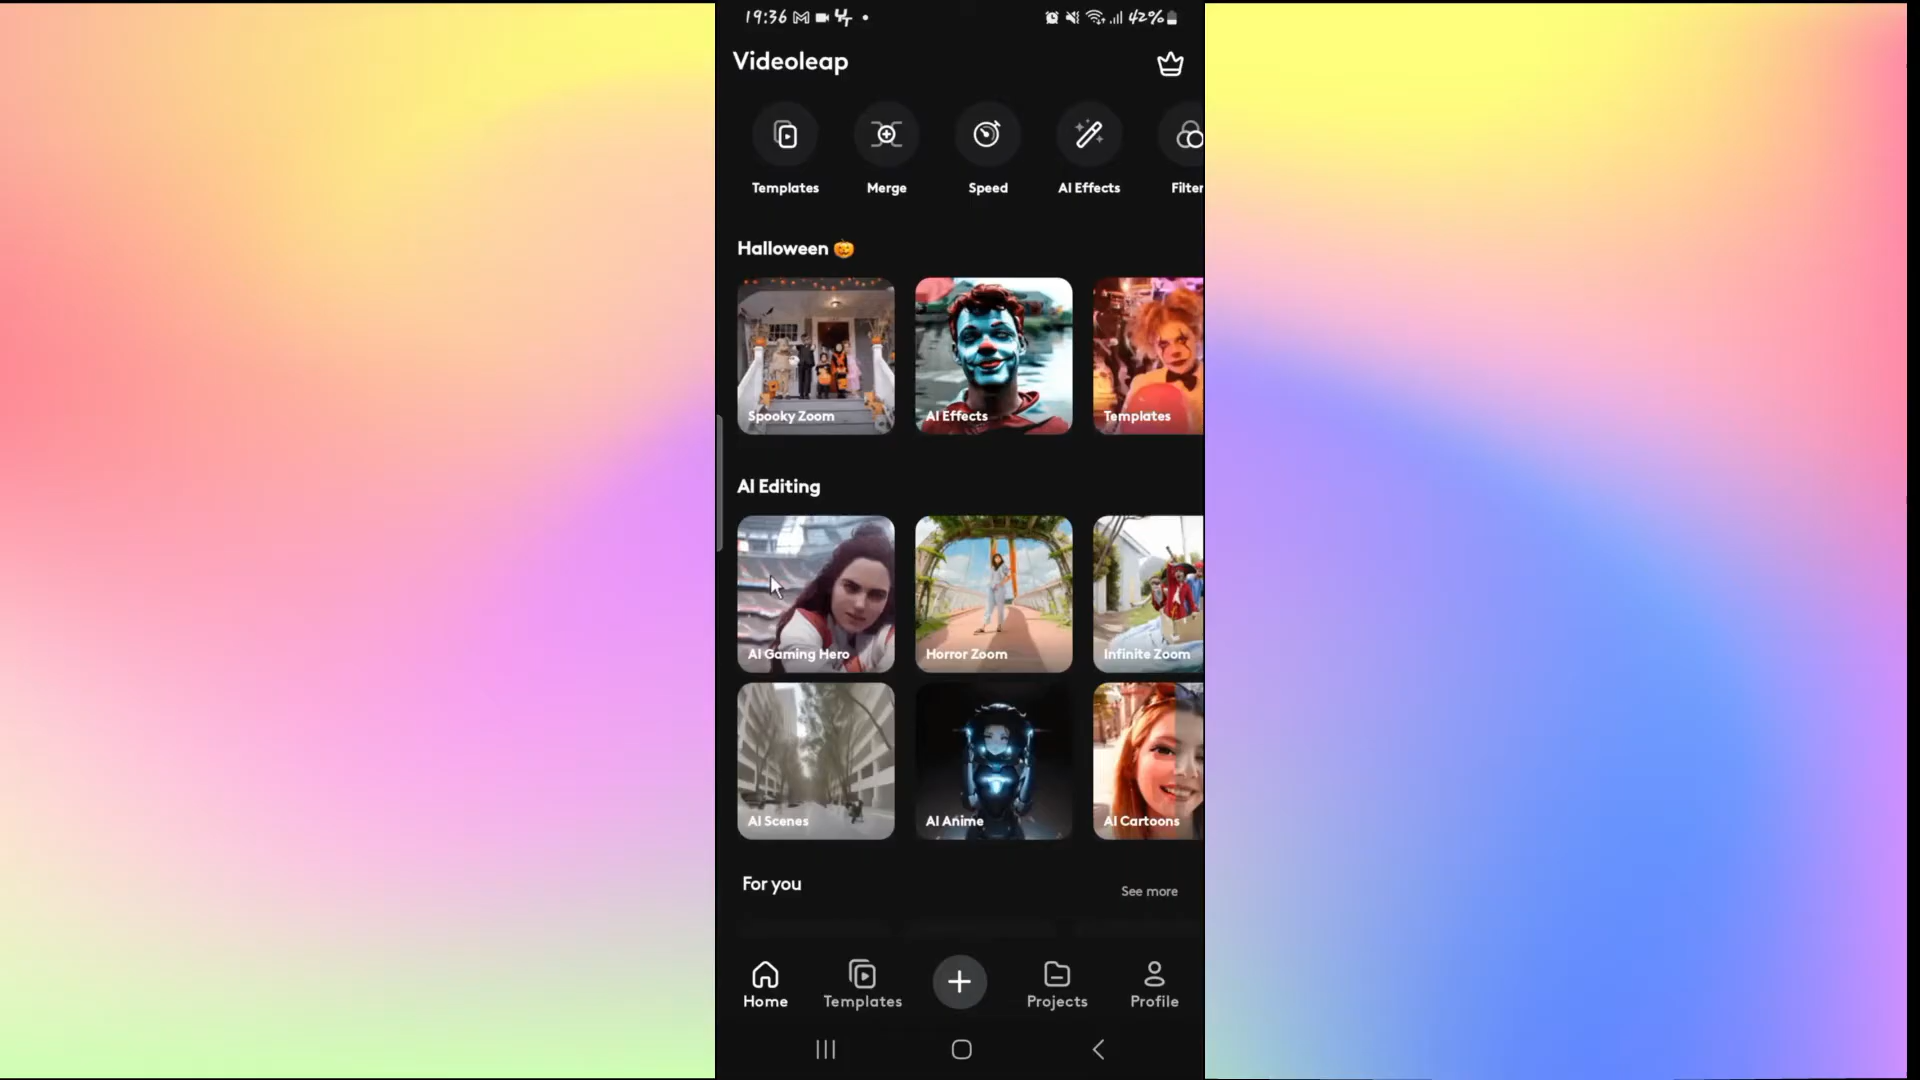 19:36
42%
Videoleap
Templates
Merge
Speed
AI Effects
Filter
Halloween 🎃
Spooky Zoom
AI Effects
Templates
AI Editing
AI Gaming Hero
Horror Zoom
Infinite Zoom
AI Scenes
AI Anime
AI Cartoons
For you
See more
Home
Templates
Projects
Profile